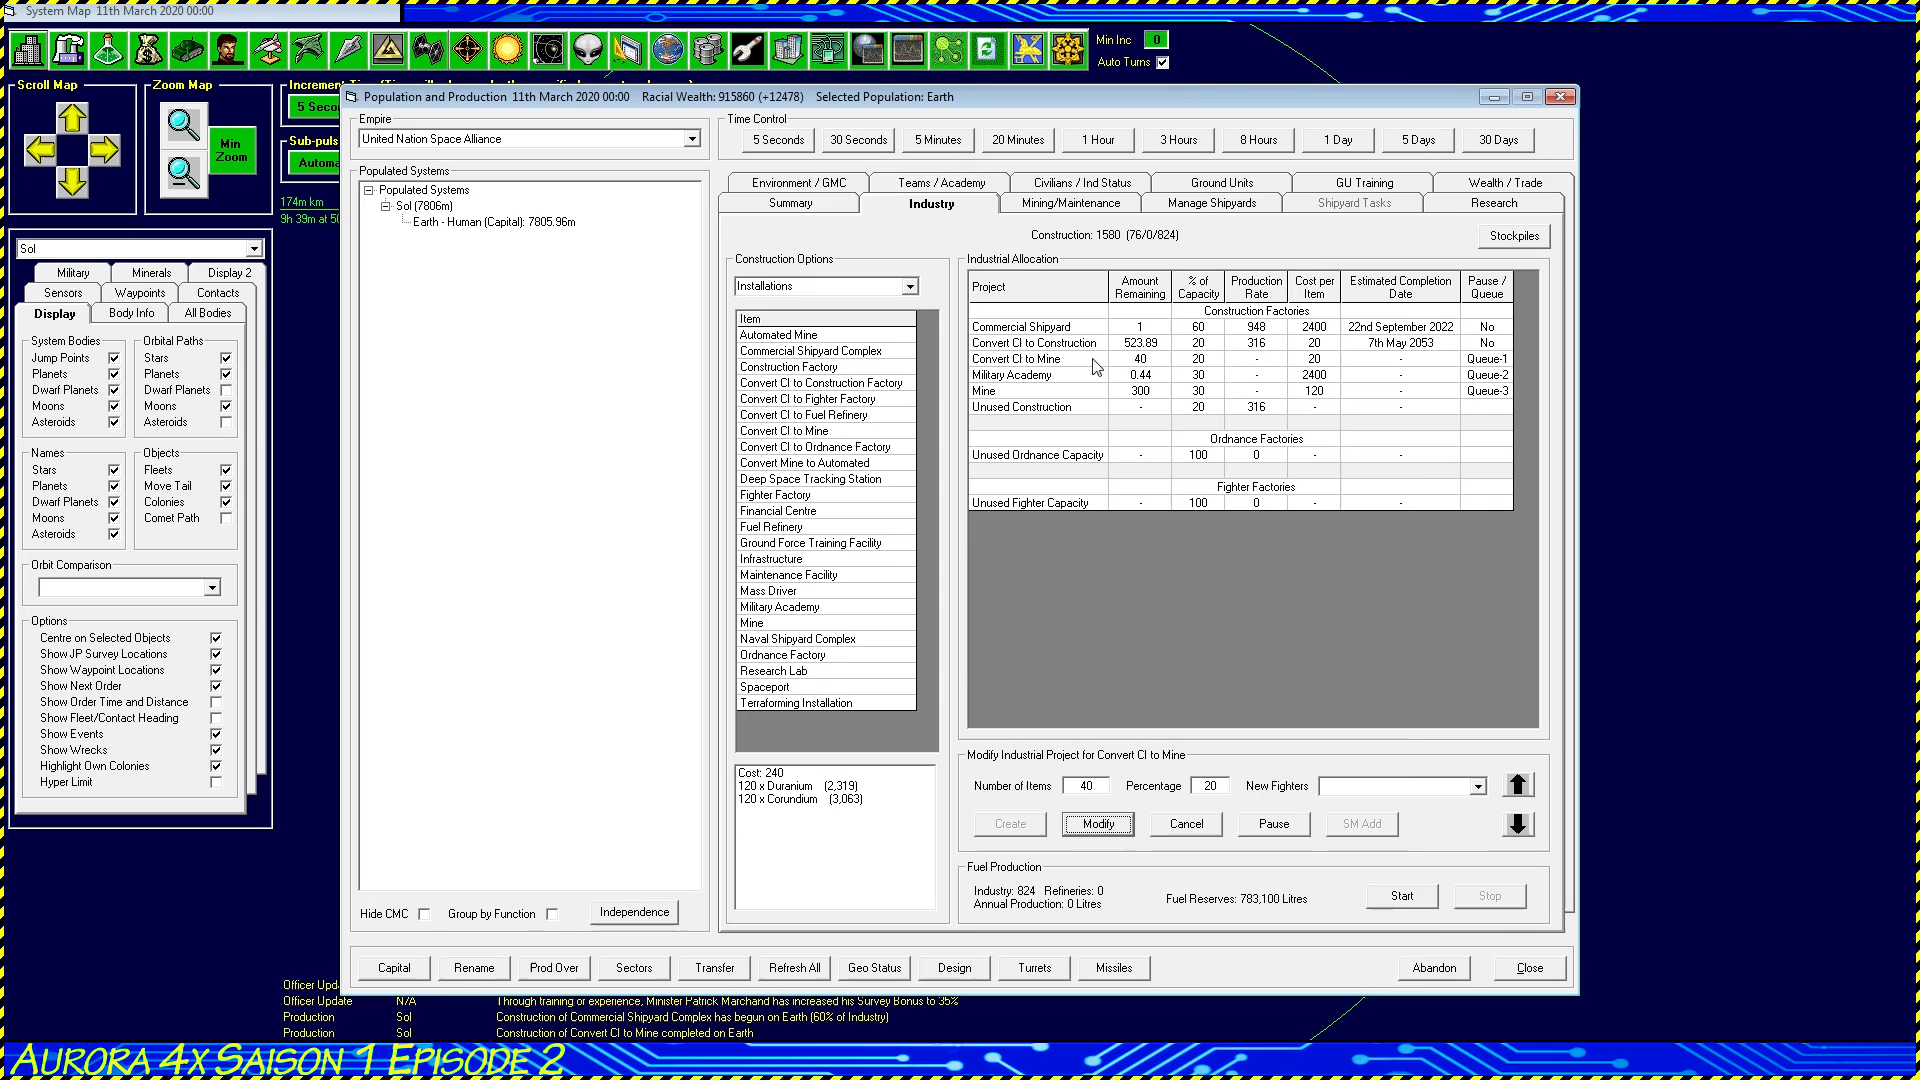 System Map 11th March 2020 00:00
Min Inc 0
Auto Turns
Scroll Map
Zoom Map
Min Zoom
5 Seco
Sub-puls
Automa
174m km
9h 39m at 50
Sol
Military Minerals Display 2
Sensors Waypoints Contacts
Display Body Info All Bodies
System Bodies
Jump Points
Planets
Dwarf Planets
Moons
Asteroids
Orbital Paths
Stars
Planets
Dwarf Planets
Moons
Asteroids
Names
Stars
Planets
Dwarf Planets
Moons
Asteroids
Objects
Fleets
Move Tail
Colonies
Comet Path
Orbit Comparison
Options
Centre on Selected Objects
Show JP Survey Locations
Show Waypoint Locations
Show Next Order
Show Order Time and Distance
Show Fleet/Contact Heading
Show Events
Show Wrecks
Highlight Own Colonies
Hyper Limit
Population and Production 11th March 2020 00:00 Racial Wealth: 915860 (+12478) Selected Population: Earth
Empire
United Nation Space Alliance
Time Control
5 Seconds 30 Seconds 5 Minutes 20 Minutes 1 Hour 3 Hours 8 Hours 1 Day 5 Days 30 Days
Populated Systems
Populated Systems
Sol (7806m)
Earth - Human (Capital): 7805.96m
Hide CMC Group by Function Independence
Environment / GMC Teams / Academy Civilians / Ind Status Ground Units GU Training Wealth / Trade
Summary Industry Mining/Maintenance Manage Shipyards Shipyard Tasks Research
Construction: 1580 (76/0/824)
Stockpiles
Construction Options
Installations
Item
Automated Mine
Commercial Shipyard Complex
Construction Factory
Convert CI to Construction Factory
Convert CI to Fighter Factory
Convert CI to Fuel Refinery
Convert CI to Mine
Convert CI to Ordnance Factory
Convert Mine to Automated
Deep Space Tracking Station
Fighter Factory
Financial Centre
Fuel Refinery
Ground Force Training Facility
Infrastructure
Maintenance Facility
Mass Driver
Military Academy
Mine
Naval Shipyard Complex
Ordnance Factory
Research Lab
Spaceport
Terraforming Installation
Cost: 240
120 x Duranium (2,319)
120 x Corundium (3,063)
Industrial Allocation
Project Amount Remaining % of Capacity Production Rate Cost per Item Estimated Completion Date Pause / Queue
Construction Factories
Commercial Shipyard 1 60 948 2400 22nd September 2022 No
Convert CI to Construction 523.89 20 316 20 7th May 2053 No
Convert CI to Mine 40 20 - 20 - Queue-1
Military Academy 0.44 30 - 2400 - Queue-2
Mine 300 30 - 120 - Queue-3
Unused Construction - 20 316 - -
Ordnance Factories
Unused Ordnance Capacity - 100 0 - -
Fighter Factories
Unused Fighter Capacity - 100 0 - -
Modify Industrial Project for Convert CI to Mine
Number of Items 40 Percentage 20 New Fighters
Create Modify Cancel Pause SM Add
Fuel Production
Industry: 824 Refineries: 0
Annual Production: 0 Litres
Fuel Reserves: 783,100 Litres
Start Stop
Capital Rename Prod Over Sectors Transfer Refresh All Geo Status Design Turrets Missiles Abandon Close
Officer Upd
Officer Update N/A Through training or experience, Minister Patrick Marchand has increased his Survey Bonus to 35%
Production Sol Construction of Commercial Shipyard Complex has begun on Earth (60% of Industry)
Production Sol Construction of Convert CI to Mine completed on Earth
Aurora 4x Saison 1 Episode 2